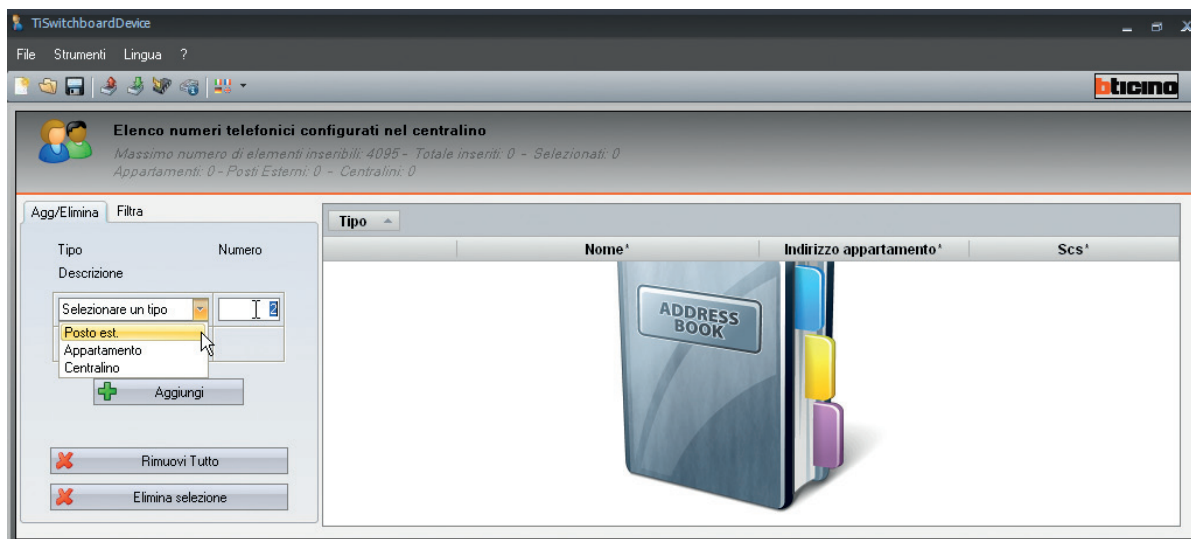 TiSwitchboardDevice
File Strumenti Lingua ?
bticino
Elenco numeri telefonici configurati nel centralino
Massimo numero di elementi inseribili: 4095 - Totale inseriti: 0 - Selezionati: 0
Appartamenti: 0 - Posti Esterni: 0 - Centralini: 0
Agg/Elimina Filtra
Tipo
Tipo Numero
Nome* Indirizzo appartamento* Scs*
Descrizione
Selezionare un tipo 2
Posto est.
Appartamento
Centralino
Aggiungi
Rimuovi Tutto
Elimina selezione
ADDRESS
BOOK